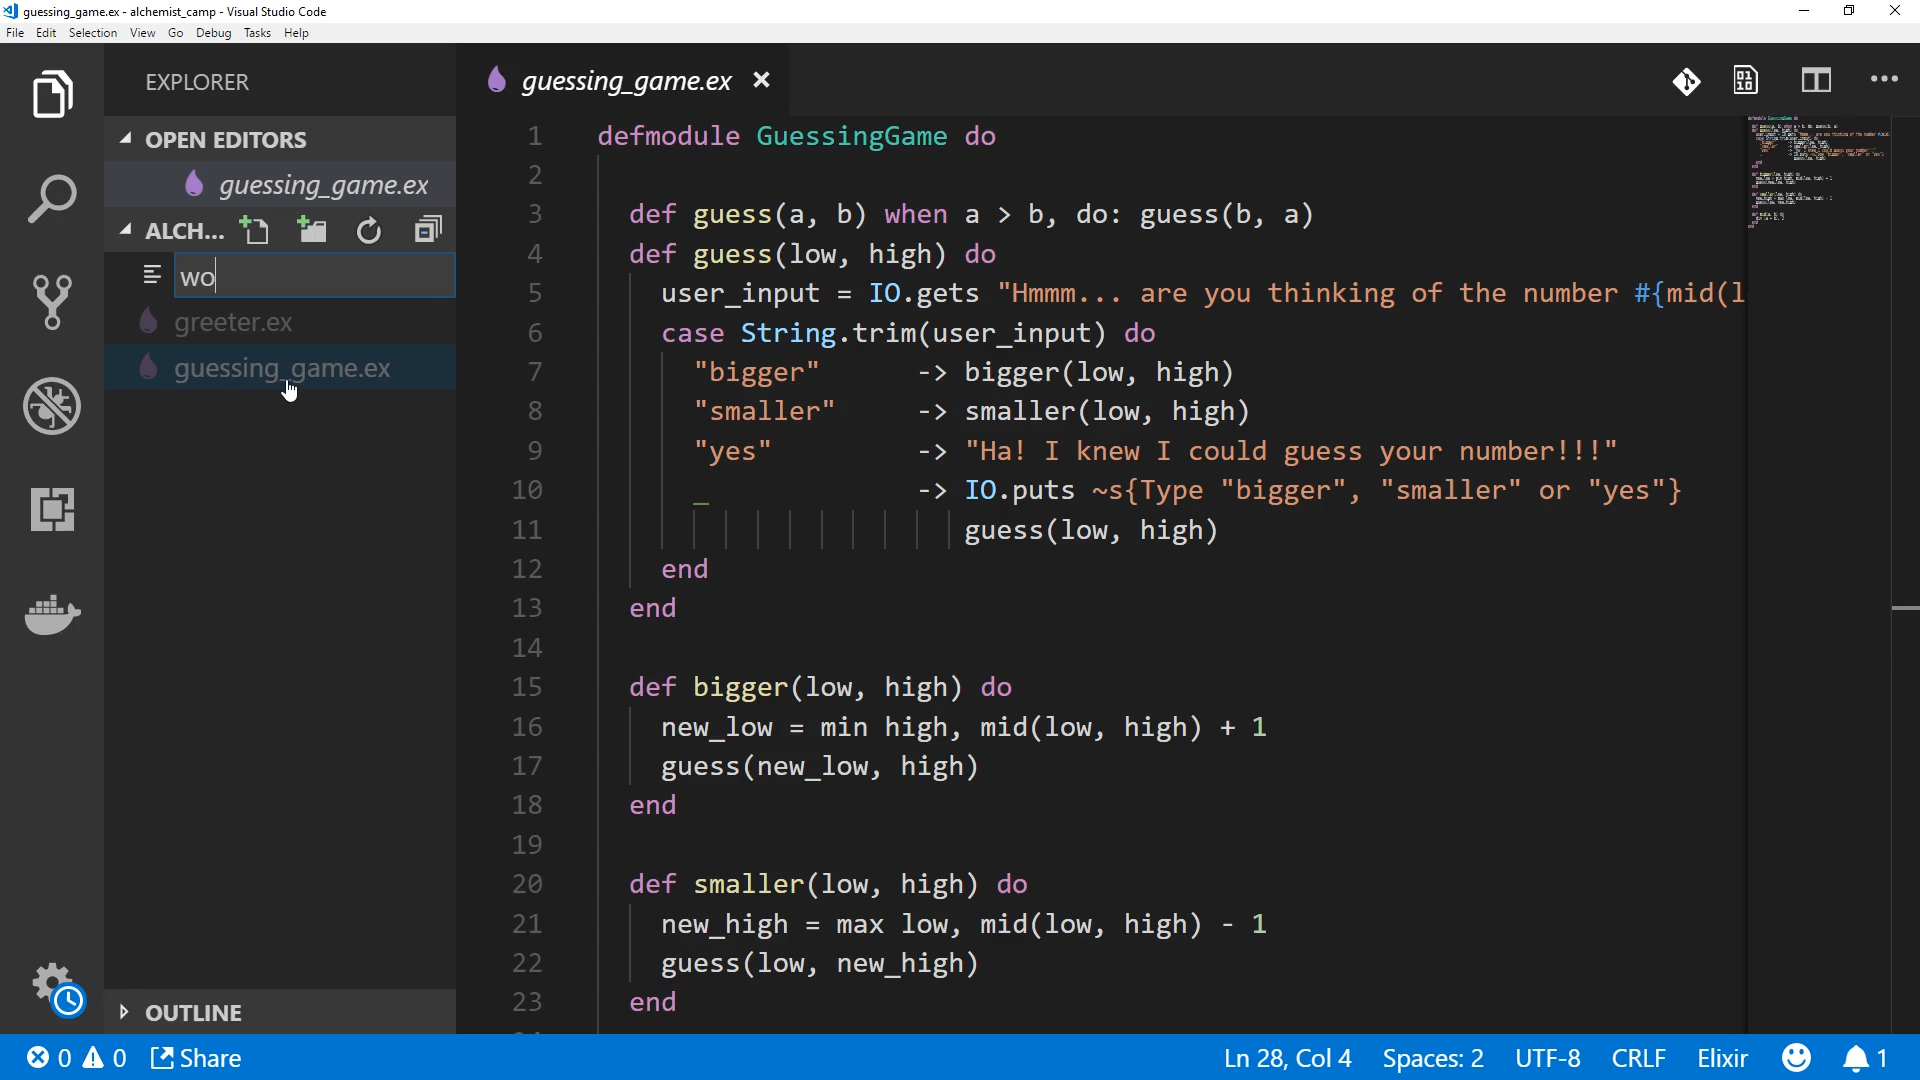 guessing_game.ex - alchemist_camp - Visual Studio Code
File Edit Selection View Go Debug Tasks Help
EXPLORER
OPEN EDITORS
guessing_game.ex
ALCH...
wo
greeter.ex
guessing_game.ex
OUTLINE
guessing_game.ex
1 defmodule GuessingGame do
2
3 def guess(a, b) when a > b, do: guess(b, a)
4 def guess(low, high) do
5 user_input = IO.gets "Hmmm... are you thinking of the number #{mid(l
6 case String.trim(user_input) do
7 "bigger" -> bigger(low, high)
8 "smaller" -> smaller(low, high)
9 "yes" -> "Ha! I knew I could guess your number!!!"
10 _ -> IO.puts ~s{Type "bigger", "smaller" or "yes"}
11 guess(low, high)
12 end
13 end
14
15 def bigger(low, high) do
16 new_low = min high, mid(low, high) + 1
17 guess(new_low, high)
18 end
19
20 def smaller(low, high) do
21 new_high = max low, mid(low, high) - 1
22 guess(low, new_high)
23 end
0 0 Share
Ln 28, Col 4 Spaces: 2 UTF-8 CRLF Elixir 1